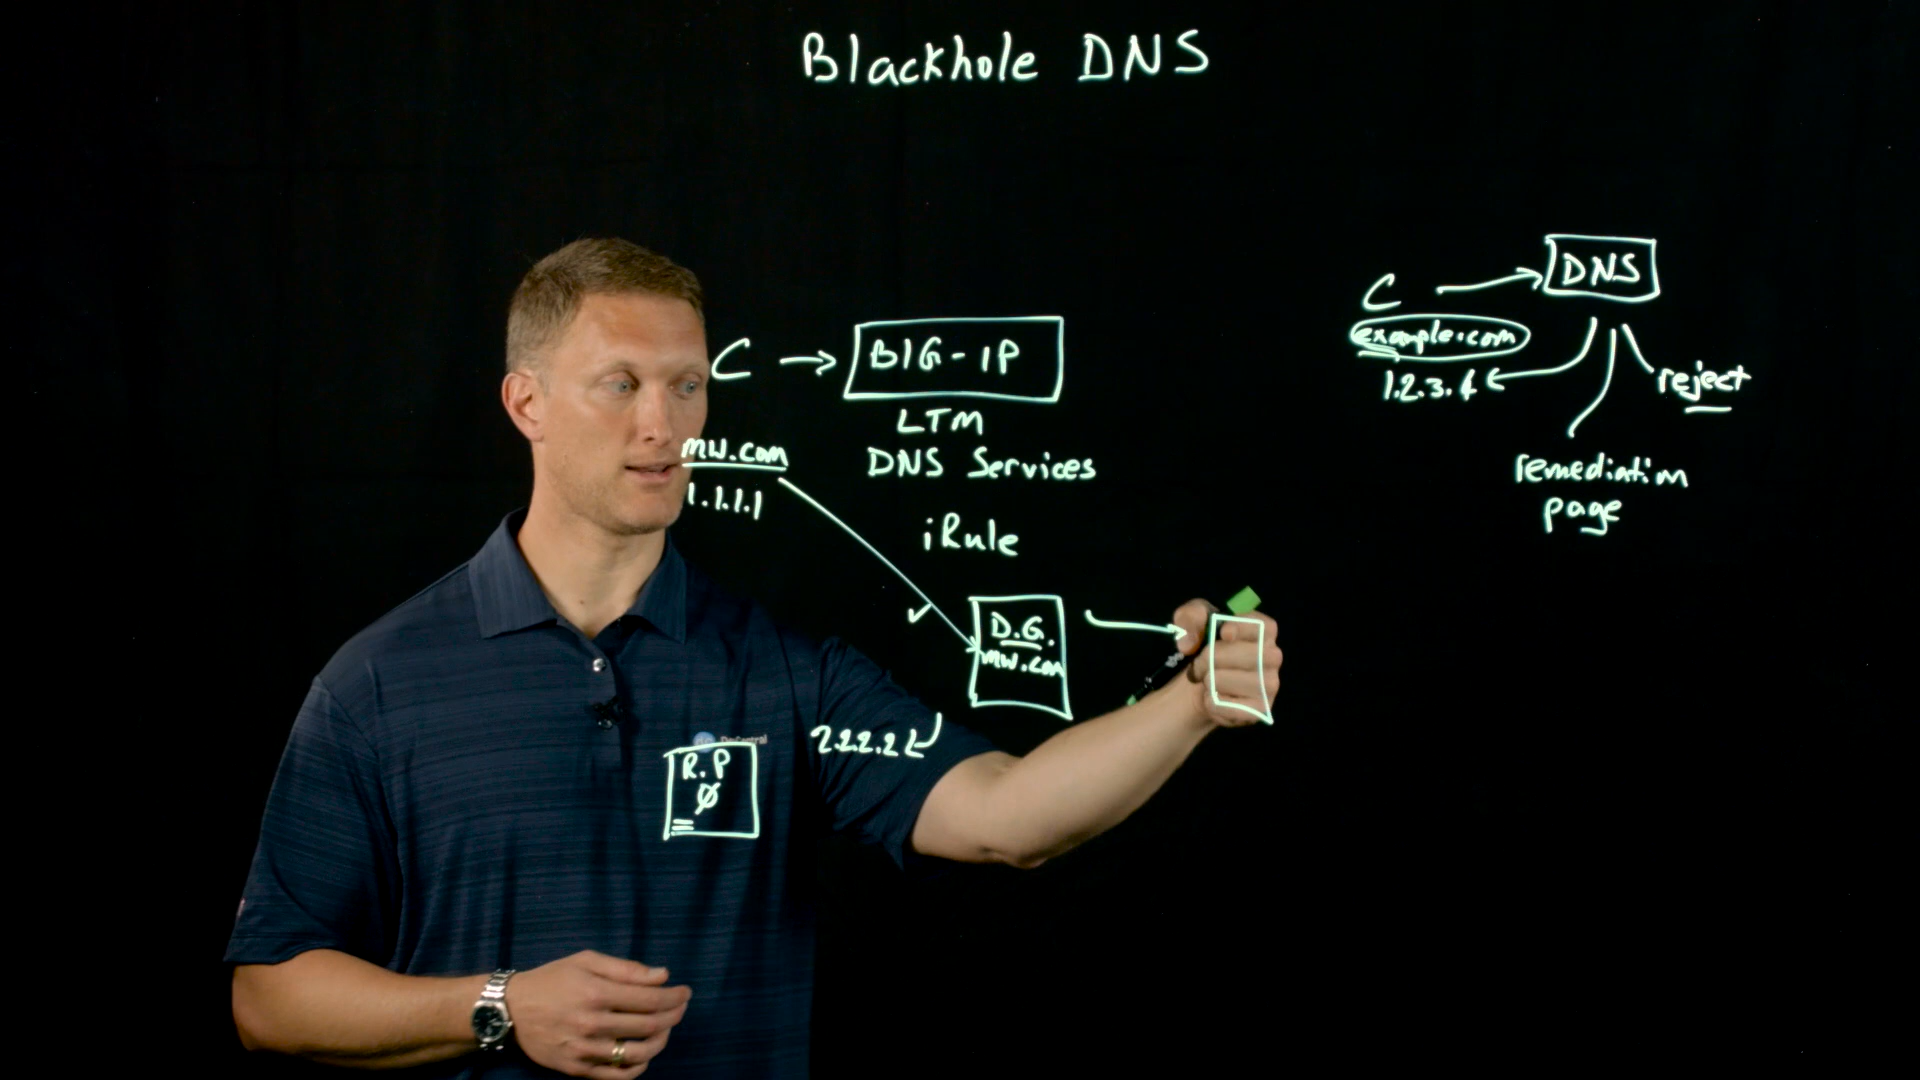 Blackhole DNS
C → BIG-IP
LTM
DNS Services
iRule
mw.com
1.1.1.1
D.G.
mw.com
2.2.2.2
R.P
Ø
C → DNS
example.com
1.2.3.4
reject
remediation
page